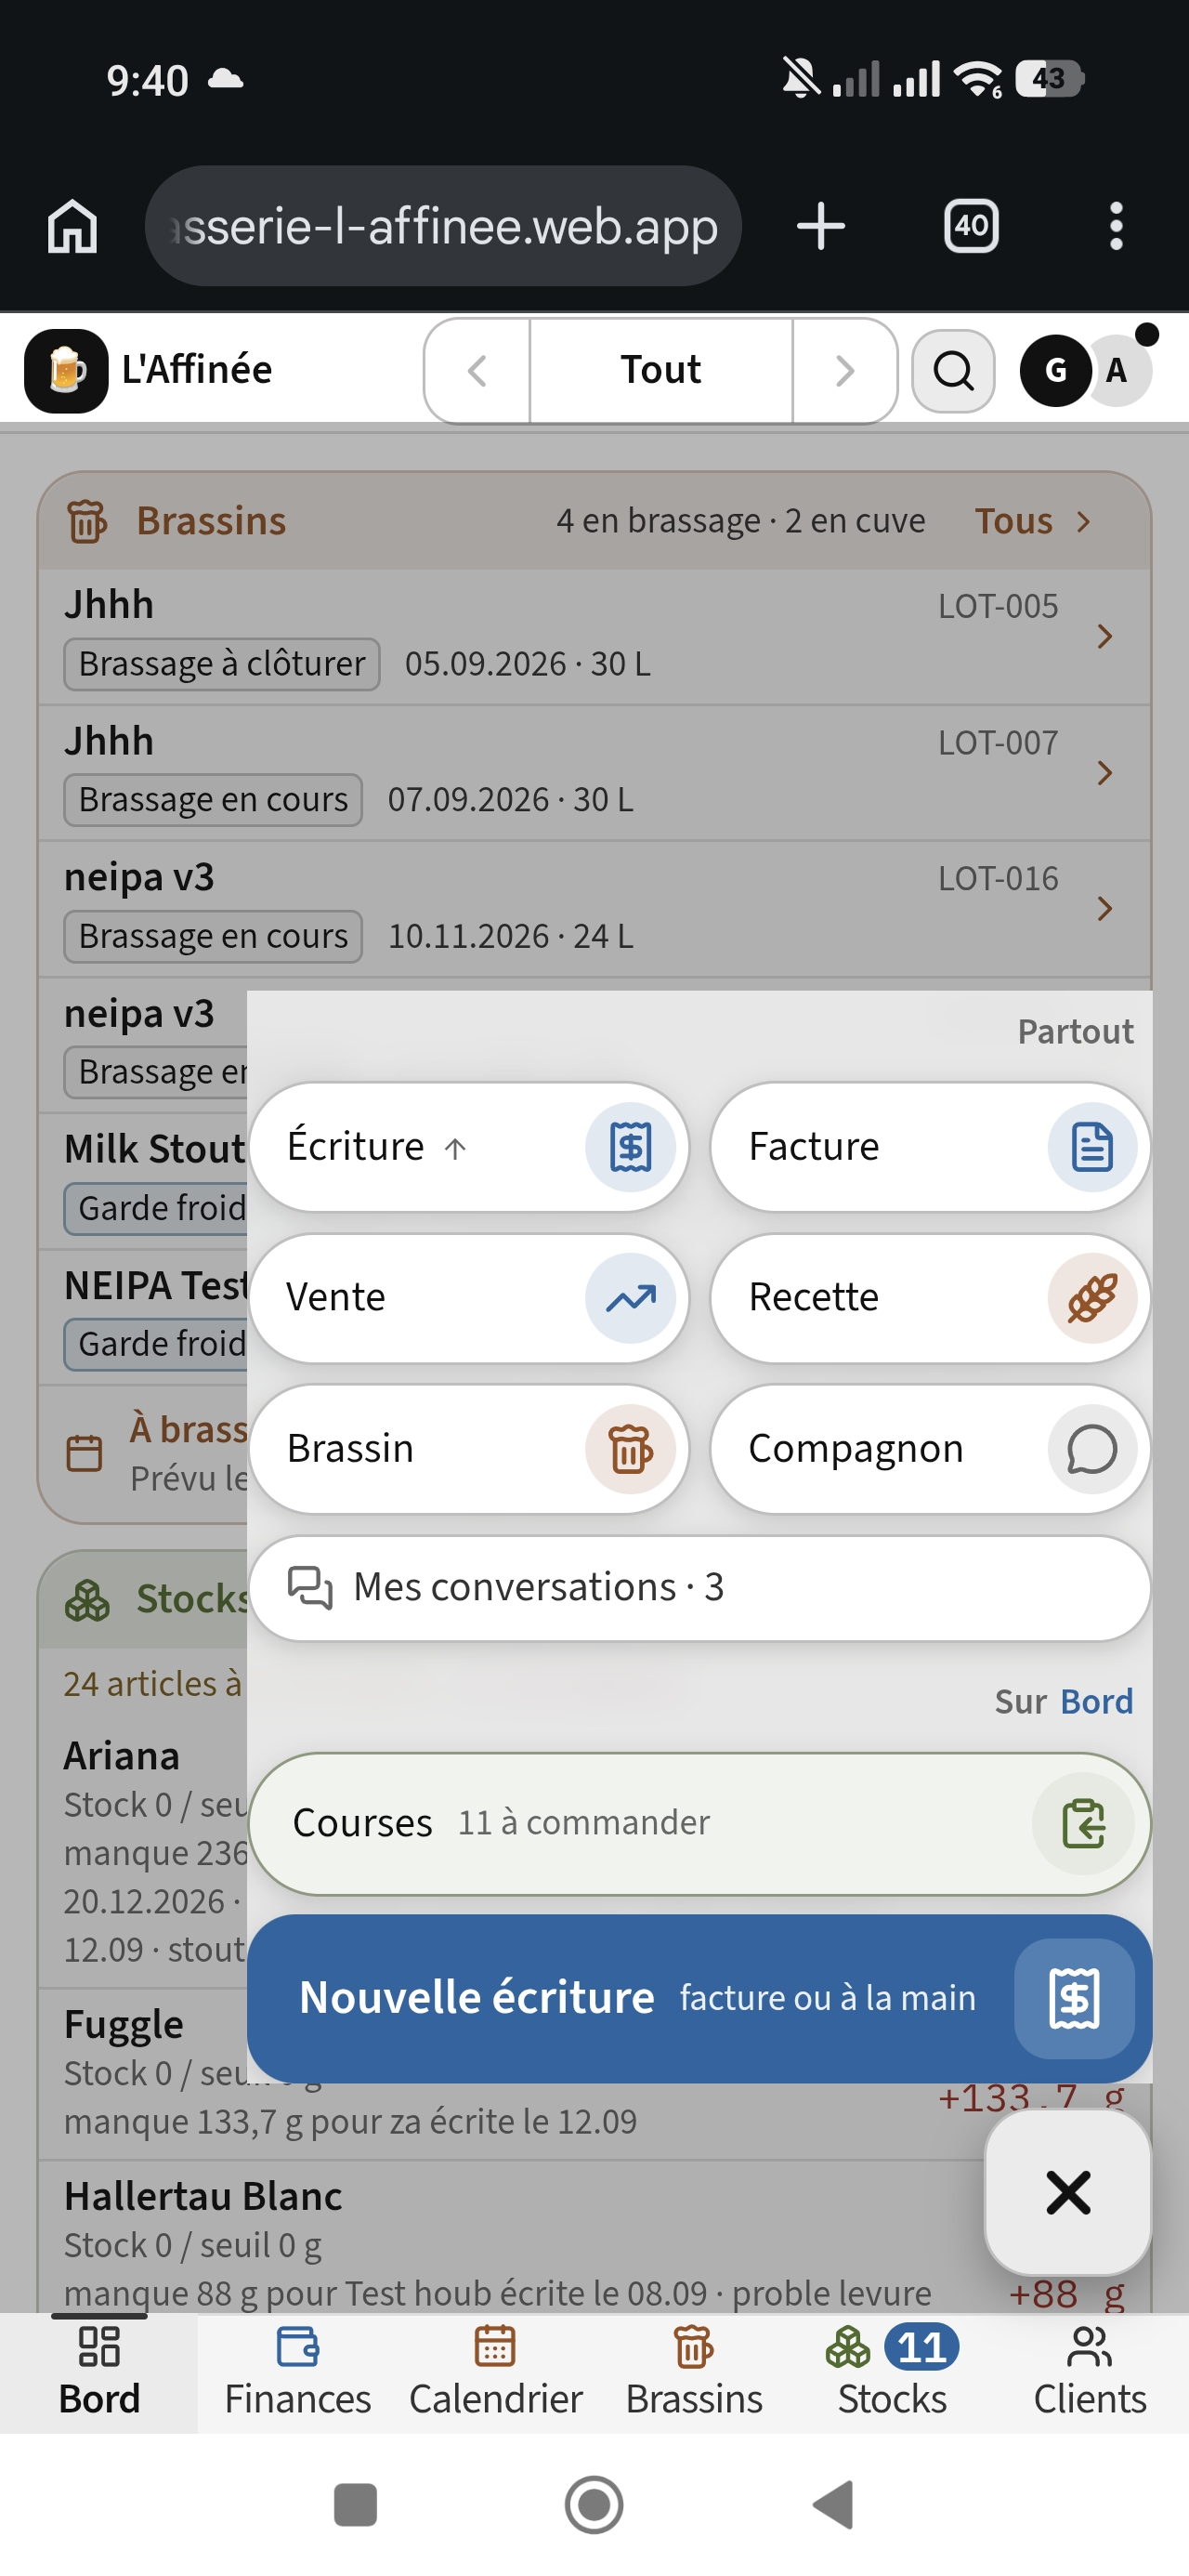 9:40
6
43
asserie-l-affinee.web.app
40
L'Affinée
Tout
G
A
Brassins
4 en brassage · 2 en cuve
Tous
Jhhh
LOT-005
Brassage à clôturer
05.09.2026 · 30 L
Jhhh
LOT-007
Brassage en cours
07.09.2026 · 30 L
neipa v3
LOT-016
Brassage en cours
10.11.2026 · 24 L
neipa v3
Brassage en
Milk Stout
Garde froid
NEIPA Test
Garde froid
À brass
Prévu le
Partout
Écriture
Facture
Vente
Recette
Brassin
Compagnon
Mes conversations · 3
Sur Bord
Courses 11 à commander
Nouvelle écriture facture ou à la main
Stocks
24 articles à
Ariana
Stock 0 / seu
manque 236
20.12.2026 ·
12.09 · stout
Fuggle
Stock 0 / seuil 0 g
+133,7 g
manque 133,7 g pour za écrite le 12.09
Hallertau Blanc
Stock 0 / seuil 0 g
manque 88 g pour Test houb écrite le 08.09 · proble levure
+88 g
Bord
Finances
Calendrier
Brassins
11
Stocks
Clients